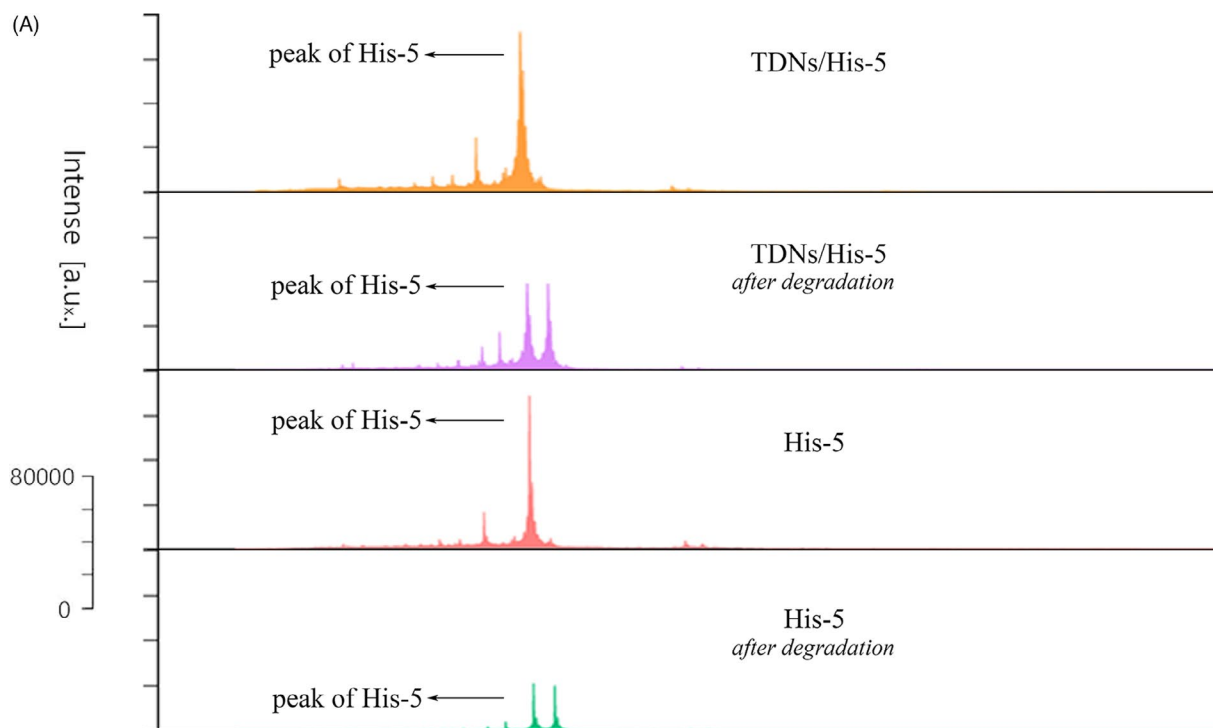 (A)
peak of His-5
TDNs/His-5
Intense [a.ux.]
peak of His-5
TDNs/His-5
after degradation
peak of His-5
His-5
80000
0
His-5
after degradation
peak of His-5